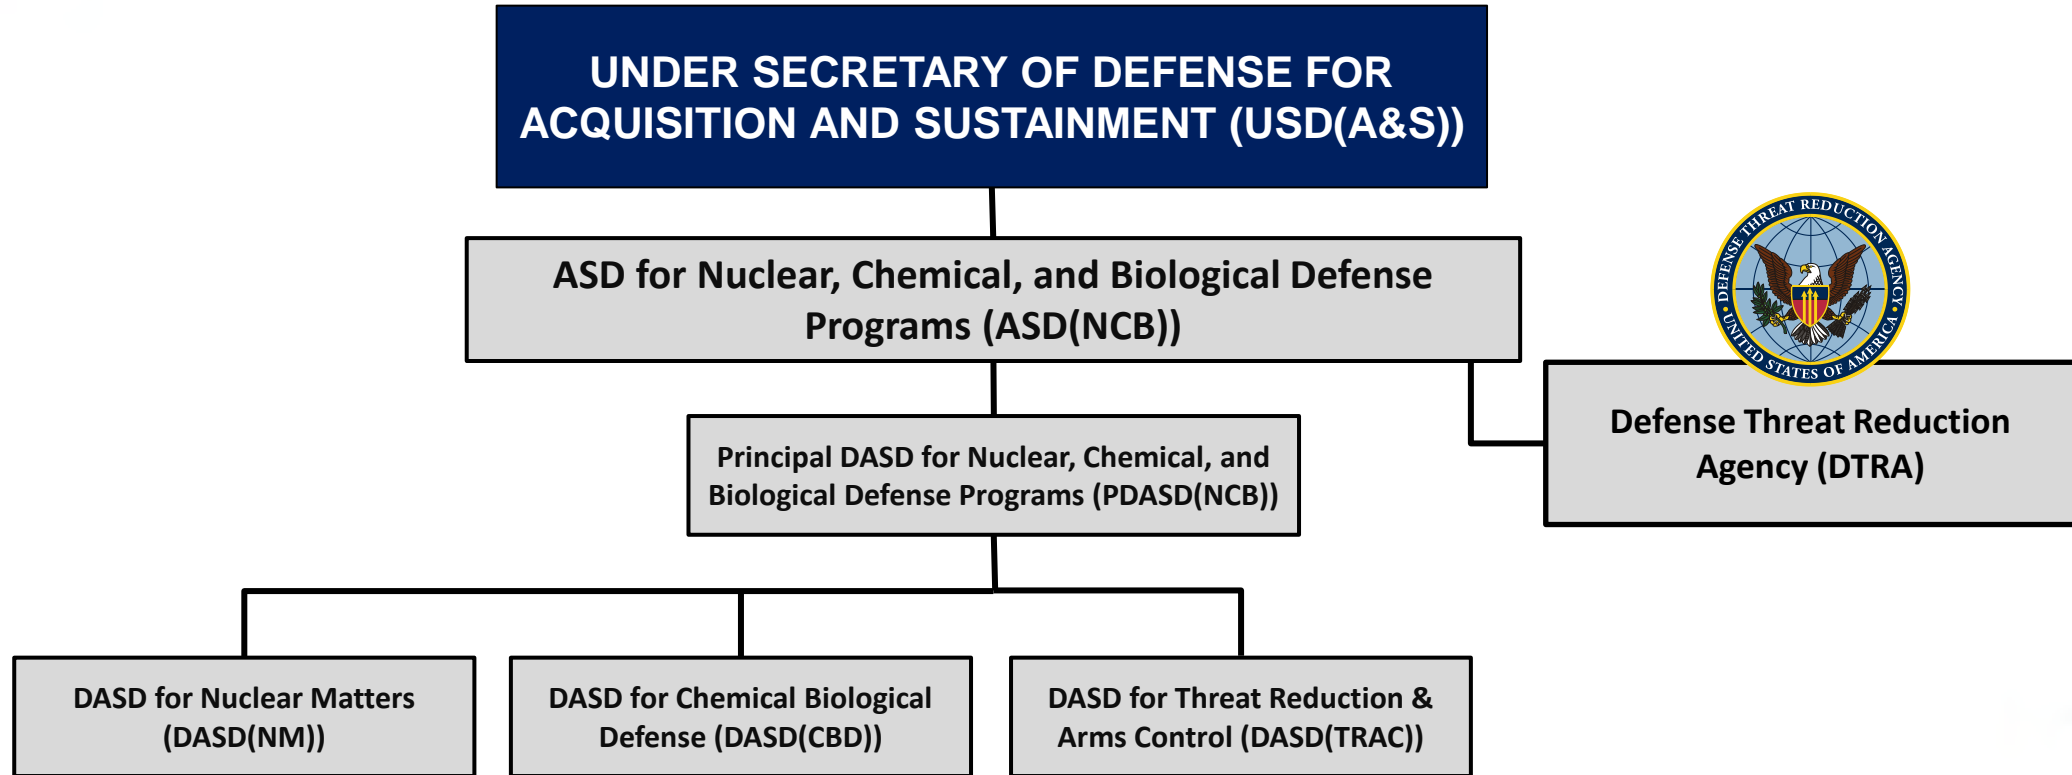 UNDER SECRETARY OF DEFENSE FOR
ACQUISITION AND SUSTAINMENT (USD(A&S))
ASD for Nuclear, Chemical, and Biological Defense
Programs (ASD(NCB))
DEFENSE THREAT REDUCTION AGENCY
UNITED STATES OF AMERICA
Defense Threat Reduction
Agency (DTRA)
Principal DASD for Nuclear, Chemical, and
Biological Defense Programs (PDASD(NCB))
DASD for Nuclear Matters
(DASD(NM))
DASD for Chemical Biological
Defense (DASD(CBD))
DASD for Threat Reduction &
Arms Control (DASD(TRAC))